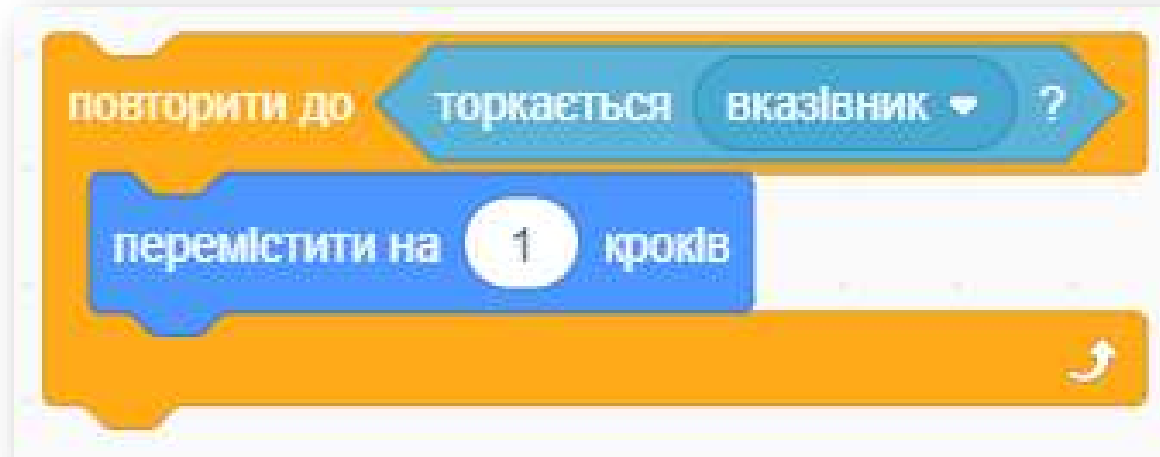 повторити до торкається вказівник ?
перемістити на 1 кроків